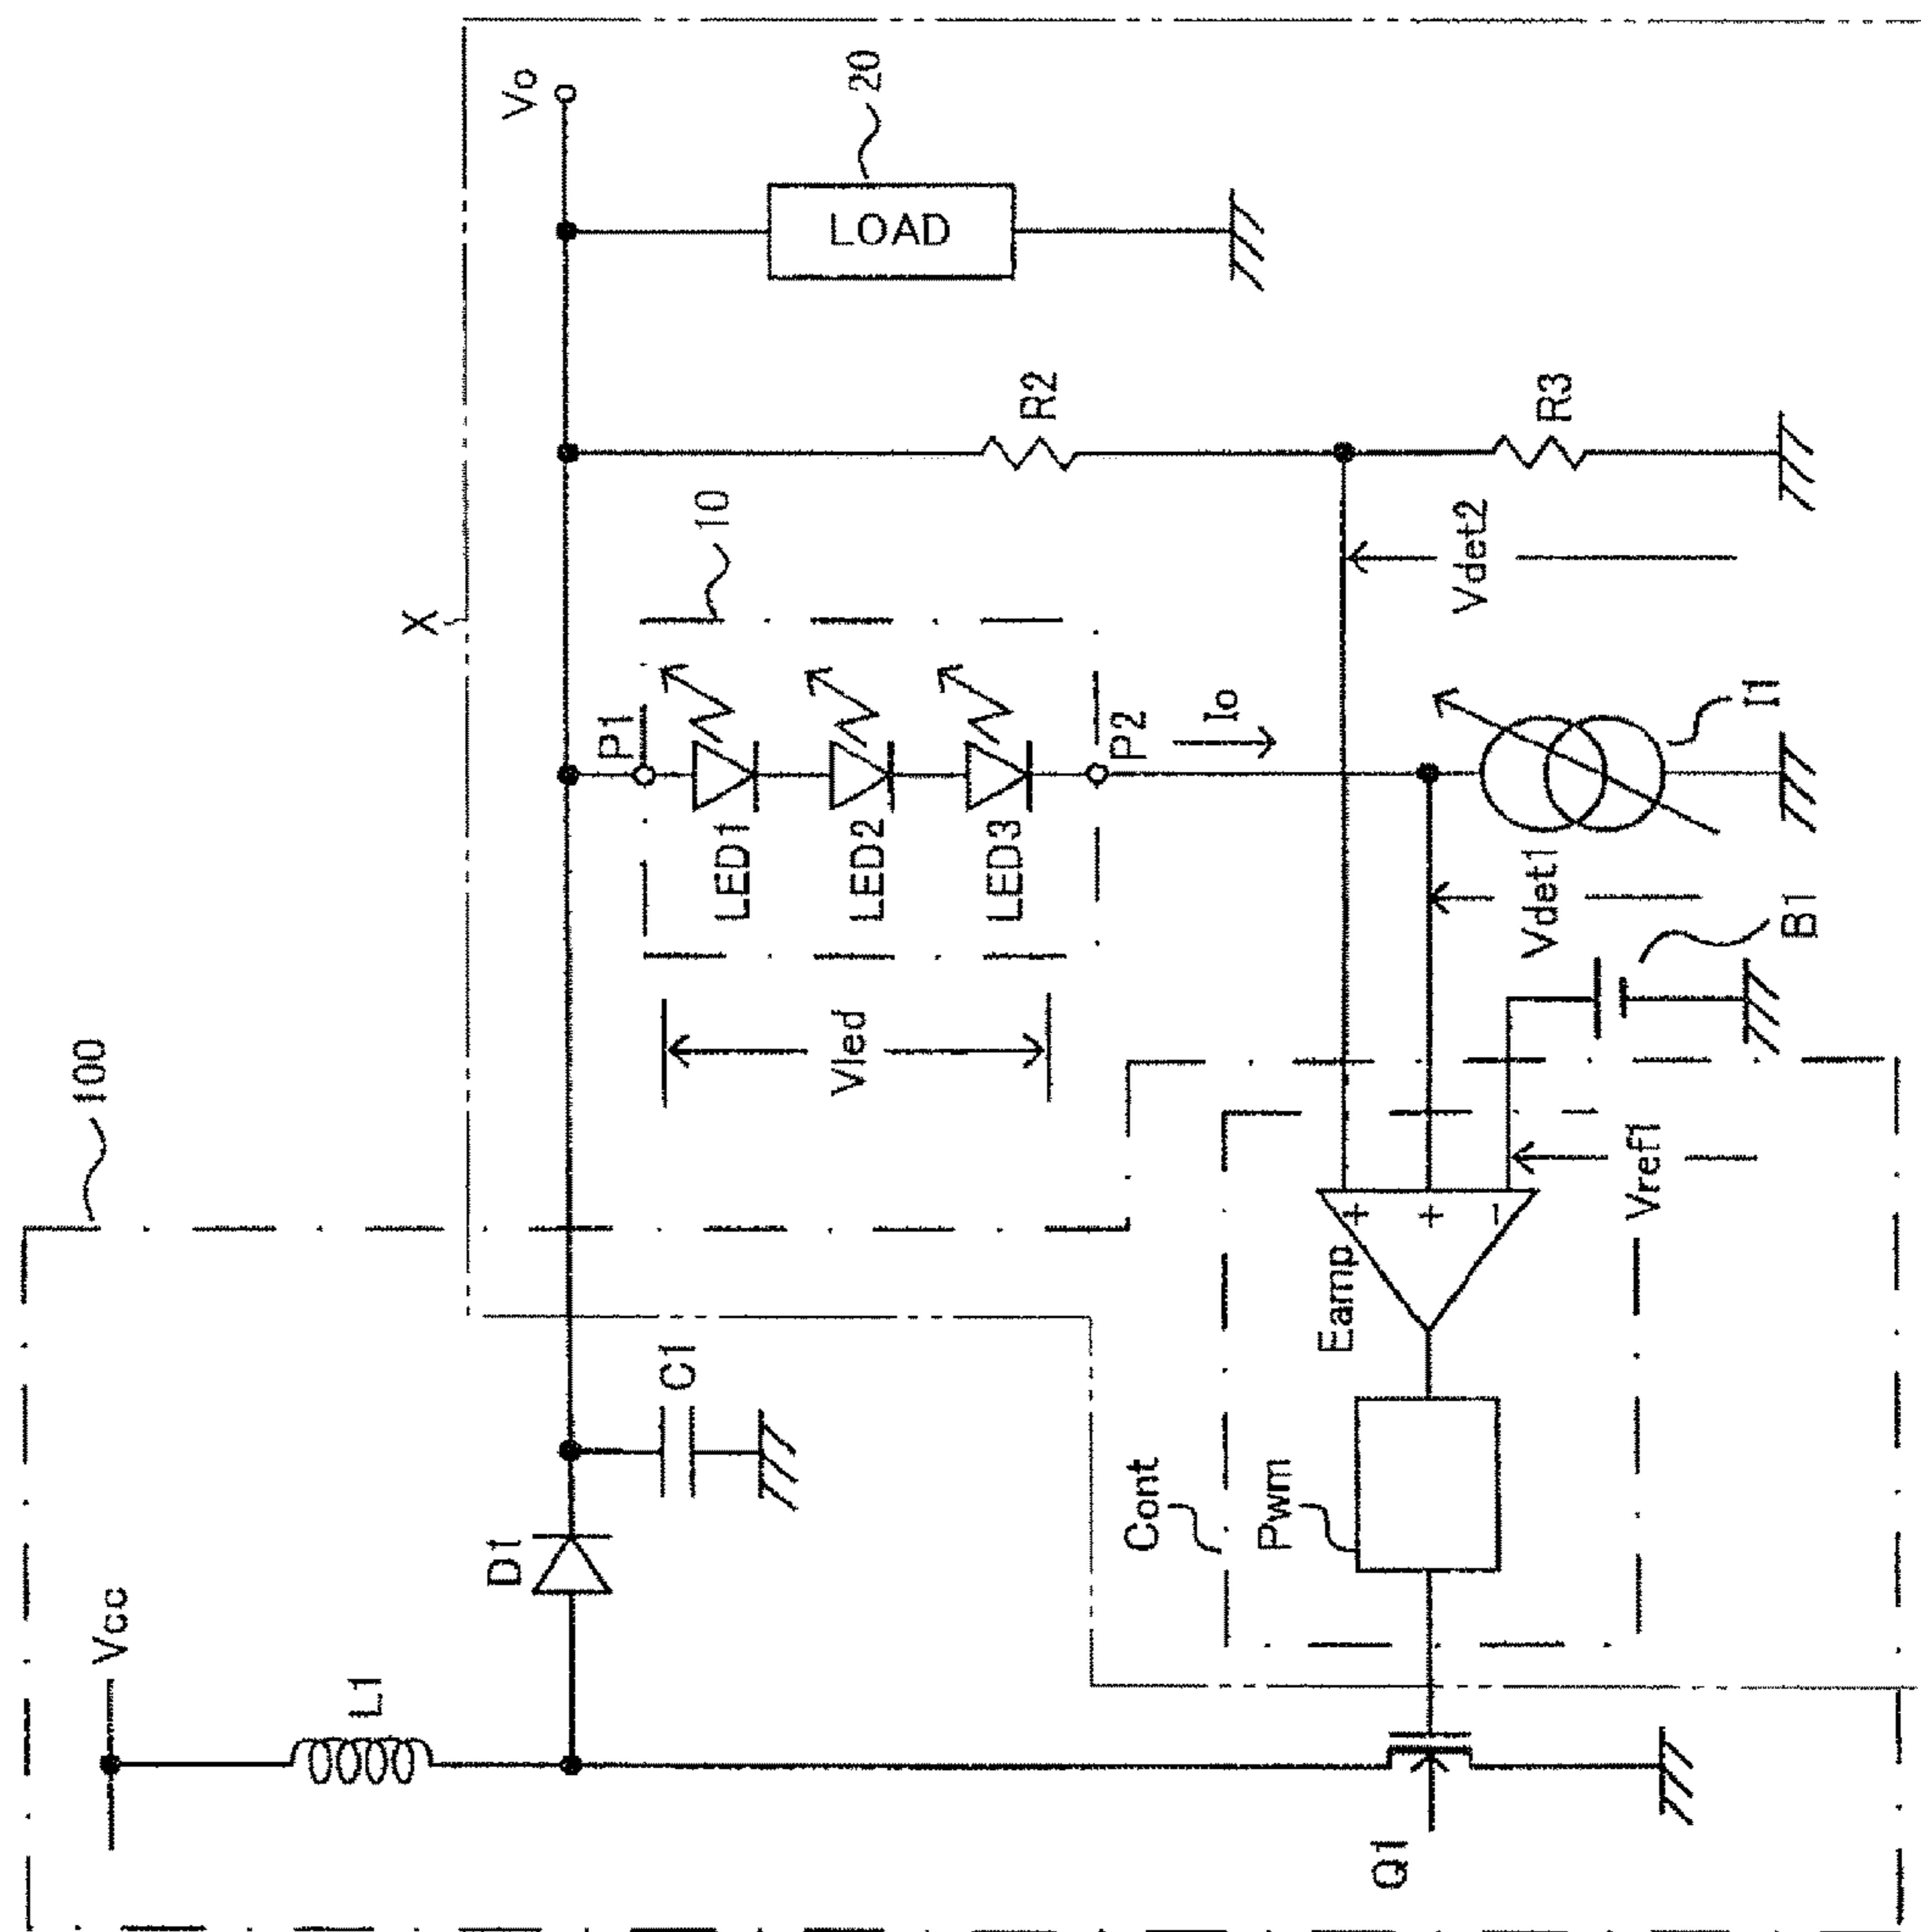 100
Vcc
L1
D1
C1
X
Vo
20
LOAD
P1
10
LED1
LED2
LED3
P2
Vled
Io
R2
R3
Vdet2
Vdet1
I1
B1
Vref1
+
+
-
Eamp
Cont
Pwm
Q1